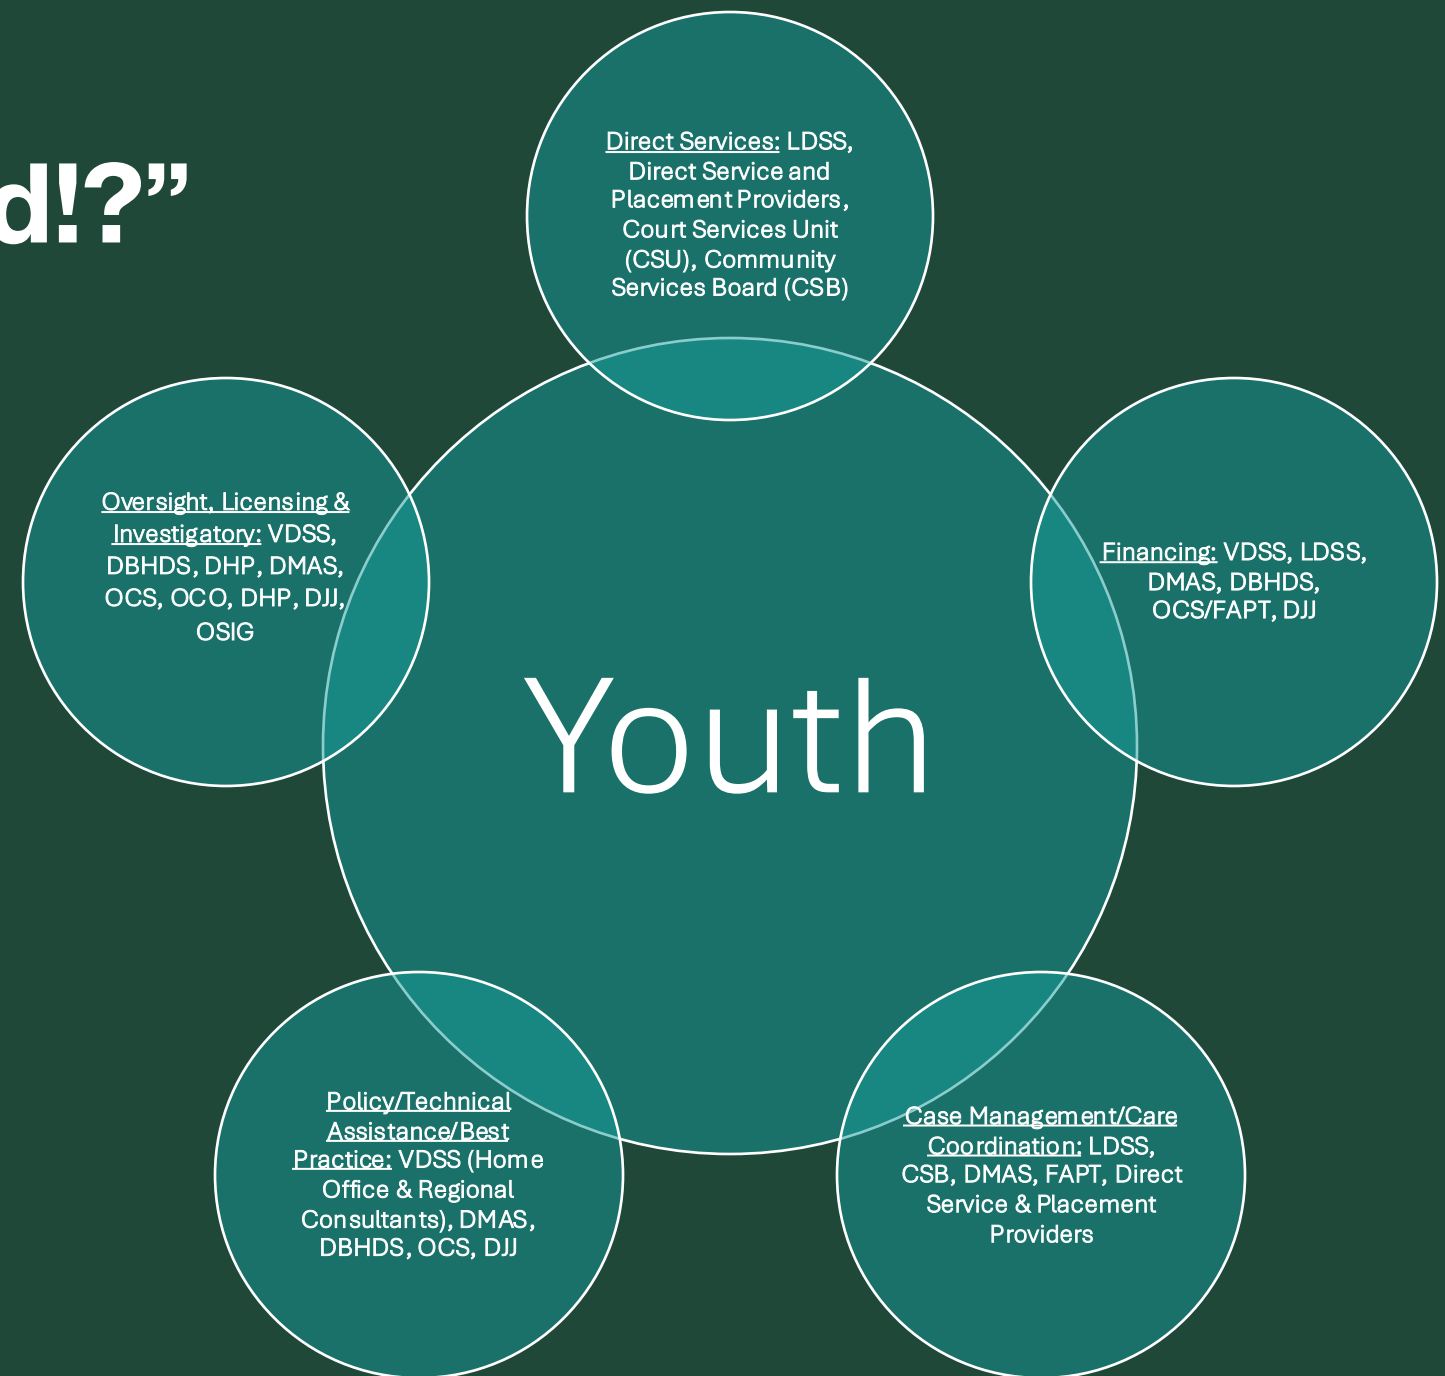 d!?”
Direct Services: LDSS,
Direct Service and
Placement Providers,
Court Services Unit
(CSU), Community
Services Board (CSB)
Oversight, Licensing &
Investigatory: VDSS,
DBHDS, DHP, DMAS,
OCS, OCO, DHP, DJJ,
OSIG
Financing: VDSS, LDSS,
DMAS, DBHDS,
OCS/FAPT, DJJ
Youth
Policy/Technical
Assistance/Best
Practice: VDSS (Home
Office & Regional
Consultants), DMAS,
DBHDS, OCS, DJJ
Case Management/Care
Coordination: LDSS,
CSB, DMAS, FAPT, Direct
Service & Placement
Providers